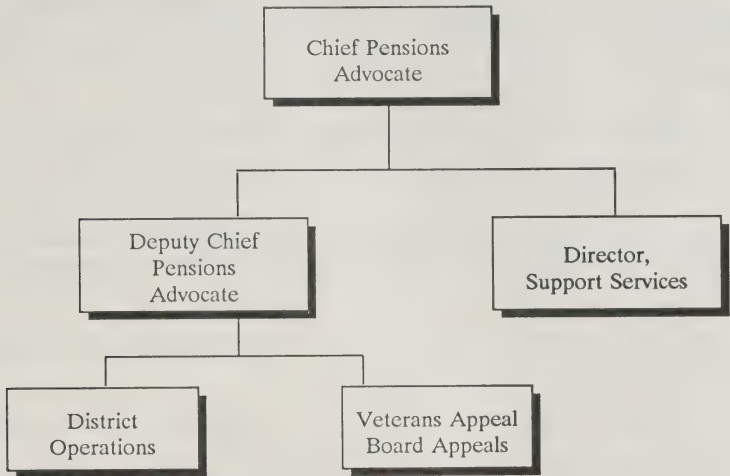 Chief Pensions
Advocate
Deputy Chief
Pensions
Advocate
Director,
Support Services
District
Operations
Veterans Appeal
Board Appeals